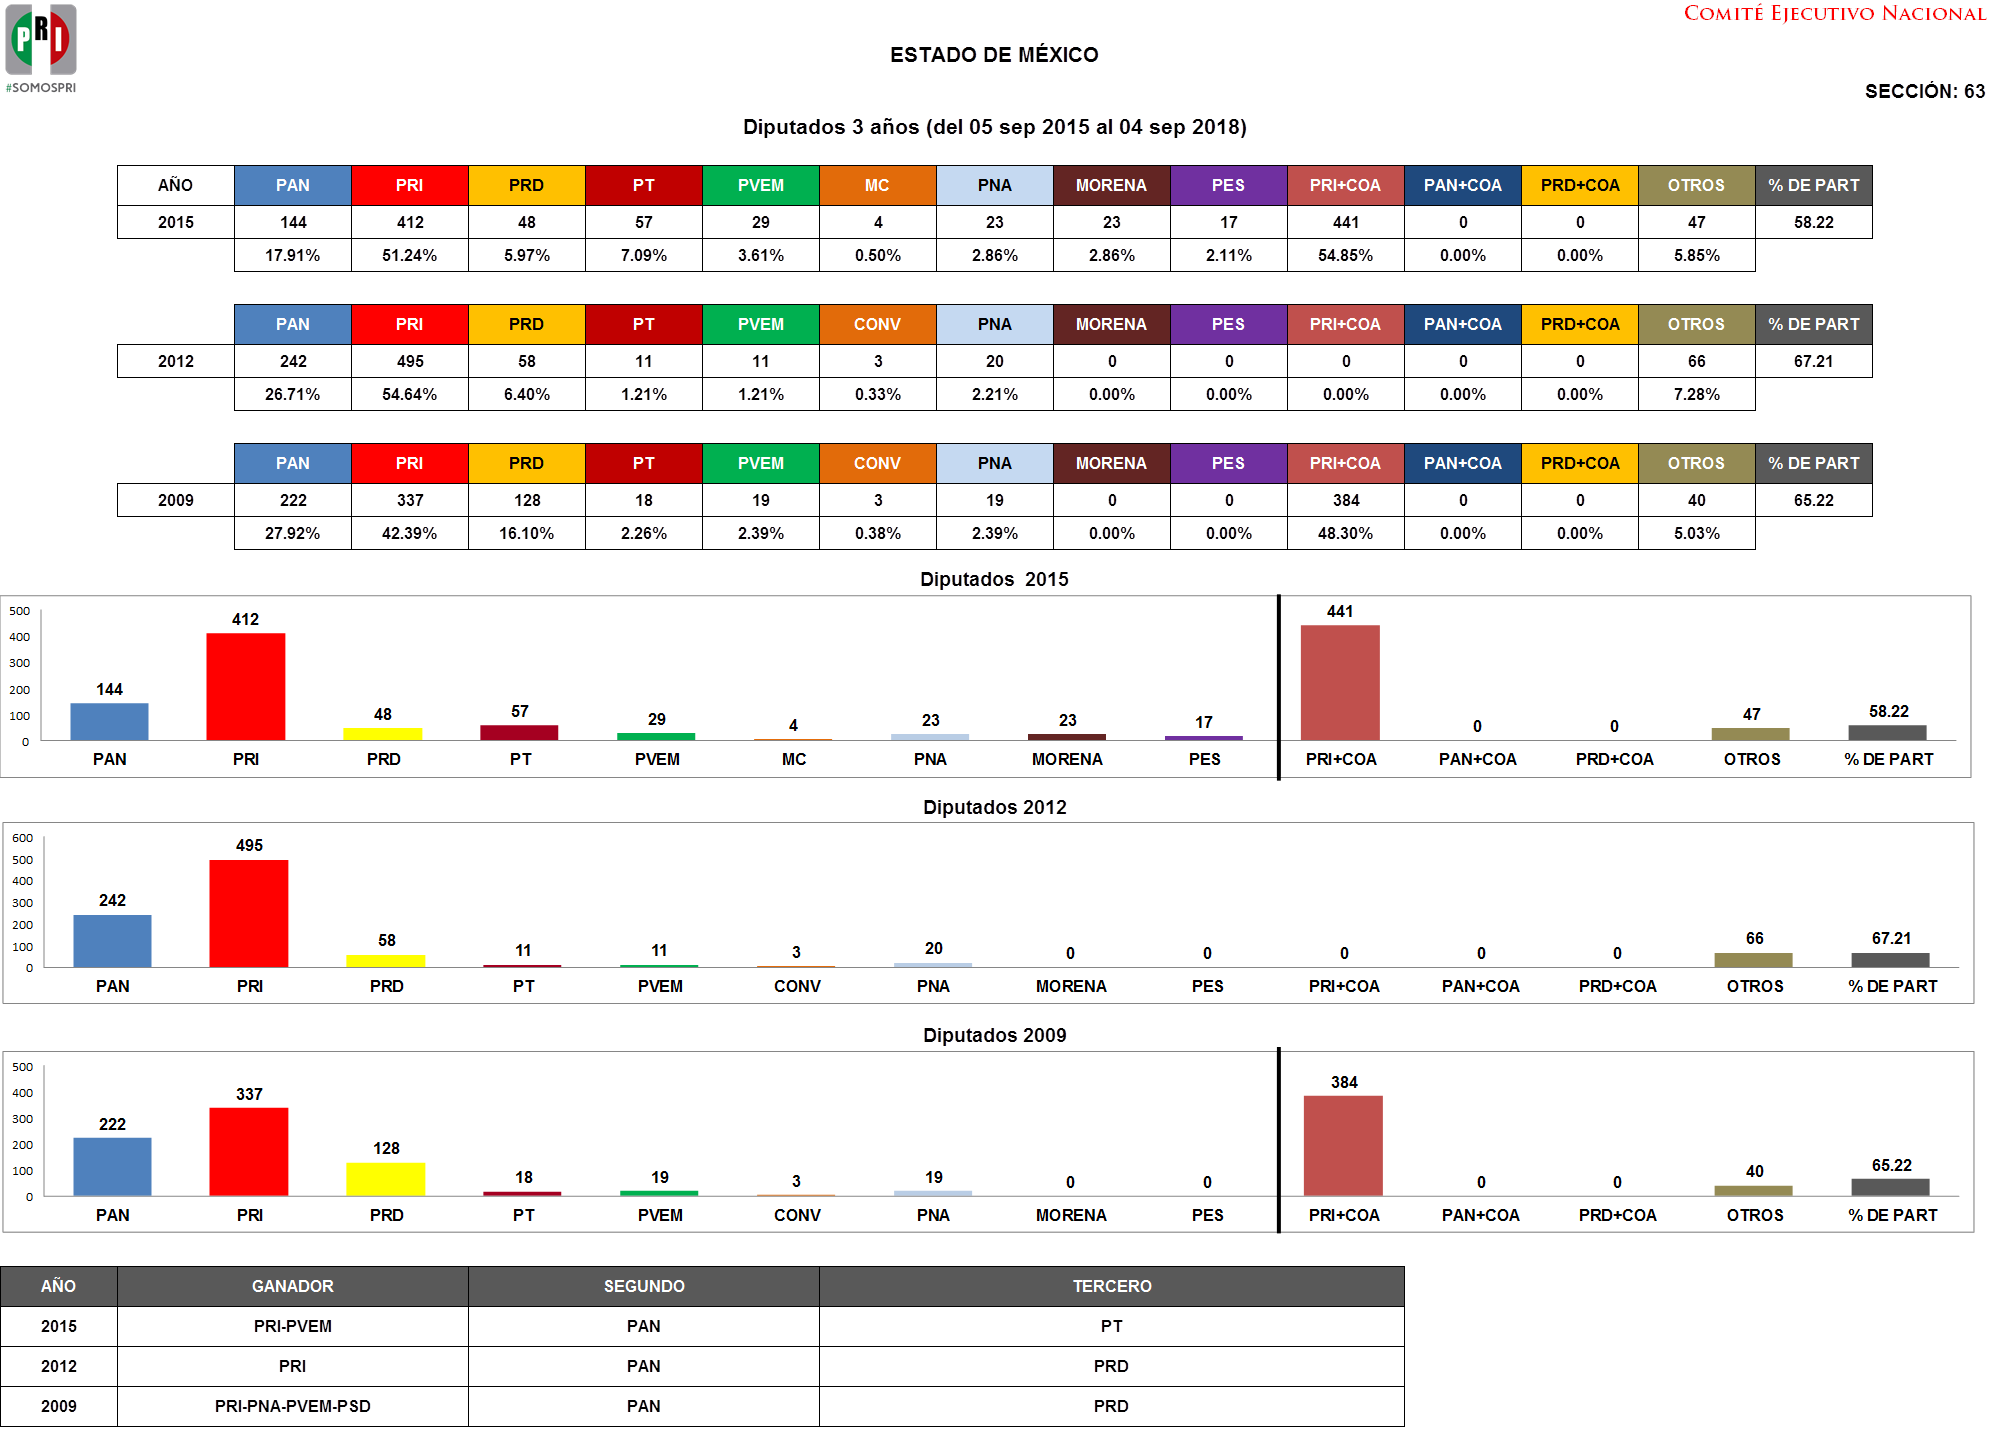 PRI
#SOMOSPRI
COMITÉ EJECUTIVO NACIONAL
ESTADO DE MÉXICO
SECCIÓN: 63
Diputados 3 años (del 05 sep 2015 al 04 sep 2018)
AÑO PAN PRI PRD PT PVEM MC PNA MORENA PES PRI+COA PAN+COA PRD+COA OTROS % DE PART
2015 144 412 48 57 29 4 23 23 17 441 0 0 47 58.22
17.91% 51.24% 5.97% 7.09% 3.61% 0.50% 2.86% 2.86% 2.11% 54.85% 0.00% 0.00% 5.85%
PAN PRI PRD PT PVEM CONV PNA MORENA PES PRI+COA PAN+COA PRD+COA OTROS % DE PART
2012 242 495 58 11 11 3 20 0 0 0 0 0 66 67.21
26.71% 54.64% 6.40% 1.21% 1.21% 0.33% 2.21% 0.00% 0.00% 0.00% 0.00% 0.00% 7.28%
PAN PRI PRD PT PVEM CONV PNA MORENA PES PRI+COA PAN+COA PRD+COA OTROS % DE PART
2009 222 337 128 18 19 3 19 0 0 384 0 0 40 65.22
27.92% 42.39% 16.10% 2.26% 2.39% 0.38% 2.39% 0.00% 0.00% 48.30% 0.00% 0.00% 5.03%
Diputados 2015
500
400
300
200
100
0
144 412 48 57 29 4 23 23 17 441 0 0 47 58.22
PAN PRI PRD PT PVEM MC PNA MORENA PES PRI+COA PAN+COA PRD+COA OTROS % DE PART
Diputados 2012
600
500
400
300
200
100
0
242 495 58 11 11 3 20 0 0 0 0 0 66 67.21
PAN PRI PRD PT PVEM CONV PNA MORENA PES PRI+COA PAN+COA PRD+COA OTROS % DE PART
Diputados 2009
500
400
300
200
100
0
222 337 128 18 19 3 19 0 0 384 0 0 40 65.22
PAN PRI PRD PT PVEM CONV PNA MORENA PES PRI+COA PAN+COA PRD+COA OTROS % DE PART
AÑO GANADOR SEGUNDO TERCERO
2015 PRI-PVEM PAN PT
2012 PRI PAN PRD
2009 PRI-PNA-PVEM-PSD PAN PRD